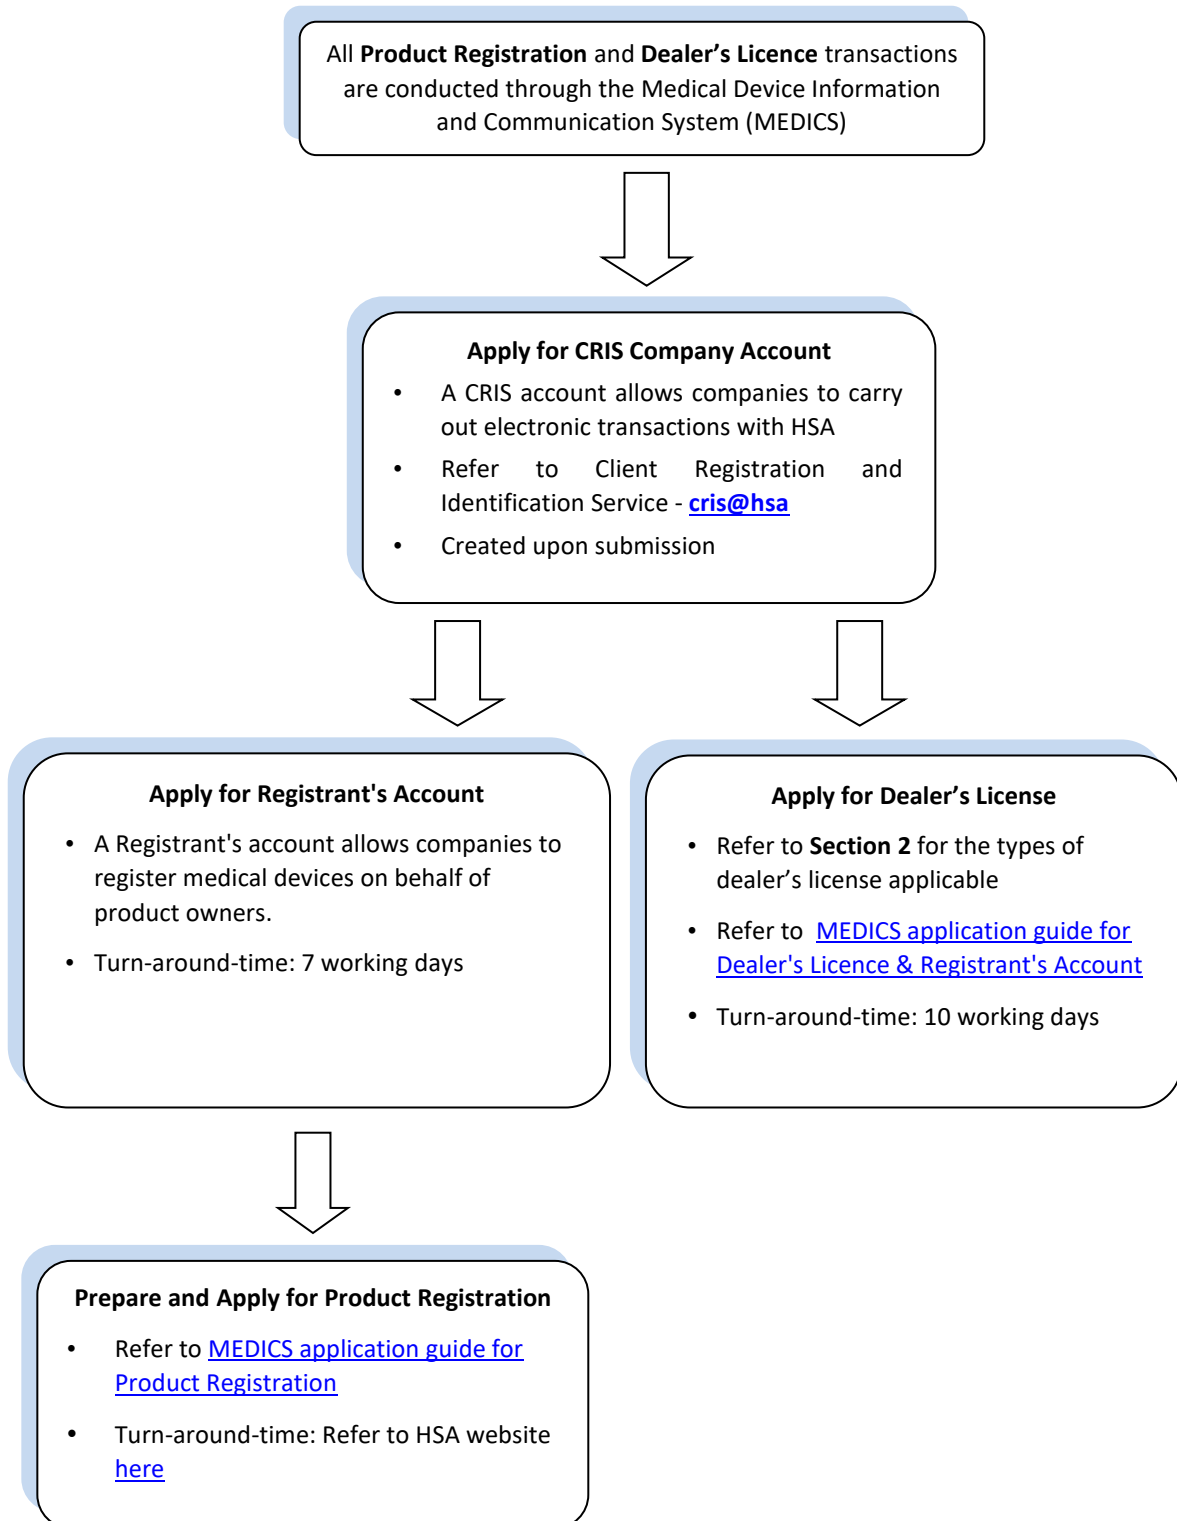 All Product Registration and Dealer’s Licence transactions
are conducted through the Medical Device Information
and Communication System (MEDICS)
Apply for CRIS Company Account
• A CRIS account allows companies to carry
out electronic transactions with HSA
• Refer to Client Registration and
Identification Service - cris@hsa
• Created upon submission
Apply for Registrant's Account
• A Registrant's account allows companies to
register medical devices on behalf of
product owners.
• Turn-around-time: 7 working days
Apply for Dealer’s License
• Refer to Section 2 for the types of
dealer’s license applicable
• Refer to MEDICS application guide for
Dealer's Licence & Registrant's Account
• Turn-around-time: 10 working days
Prepare and Apply for Product Registration
• Refer to MEDICS application guide for
Product Registration
• Turn-around-time: Refer to HSA website
here